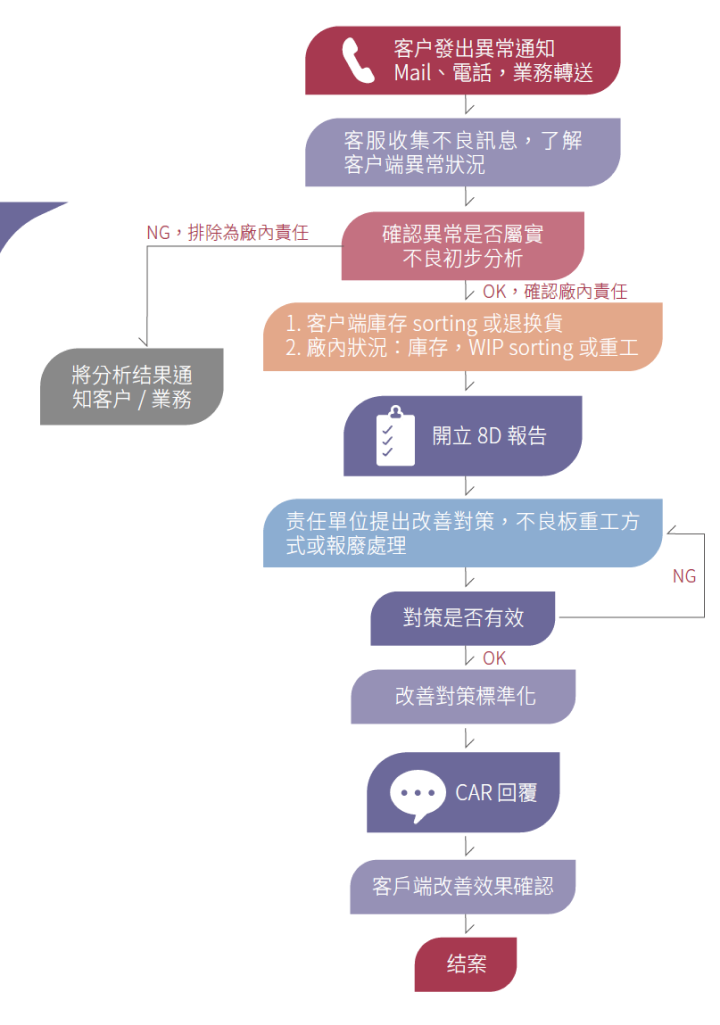 客户發出異常通知
Mail、電話，業務轉送
客服收集不良訊息，了解
客户端異常狀況
NG，排除為廠內責任
確認異常是否屬實
不良初步分析
OK，確認廠內責任
1. 客户端庫存 sorting 或退换貨
2. 廠內狀況：庫存，WIP sorting 或重工
將分析结果通
知客户 / 業務
開立 8D 報告
责任單位提出改善對策，不良板重工方
式或報廢處理
NG
對策是否有效
OK
改善對策標準化
CAR 回覆
客戶端改善效果確認
结案